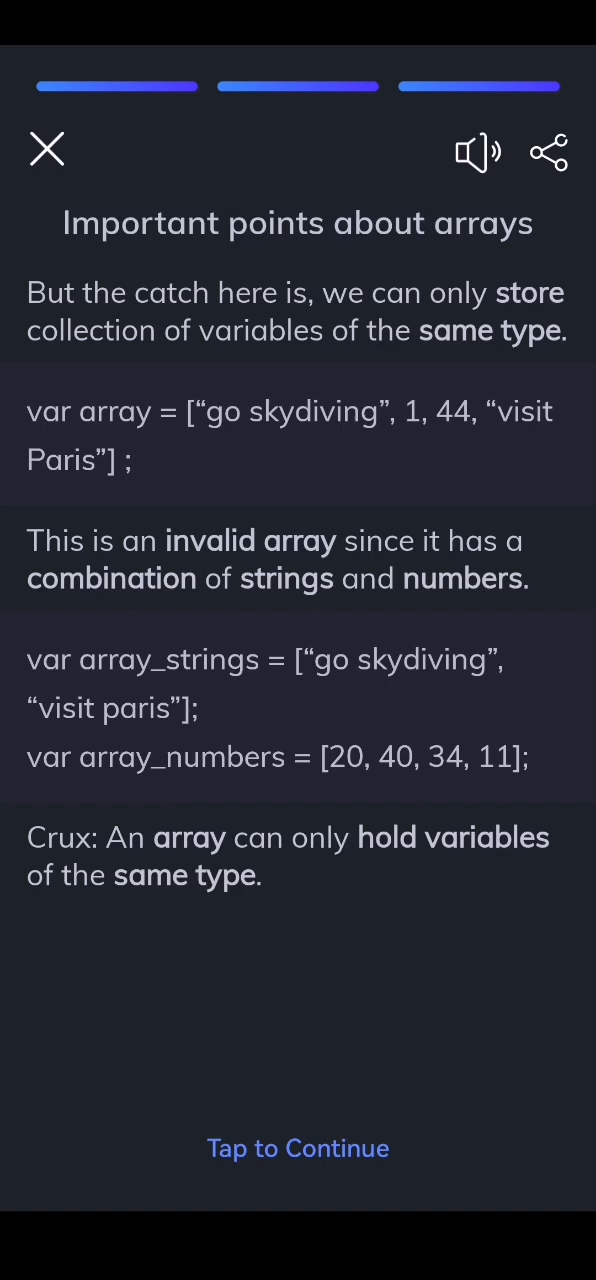 Important points about arrays
But the catch here is, we can only store
collection of variables of the same type.
var array = [“go skydiving”, 1, 44, “visit
Paris”] ;
This is an invalid array since it has a
combination of strings and numbers.
var array_strings = [“go skydiving”,
“visit paris”];
var array_numbers = [20, 40, 34, 11];
Crux: An array can only hold variables
of the same type.
Tap to Continue